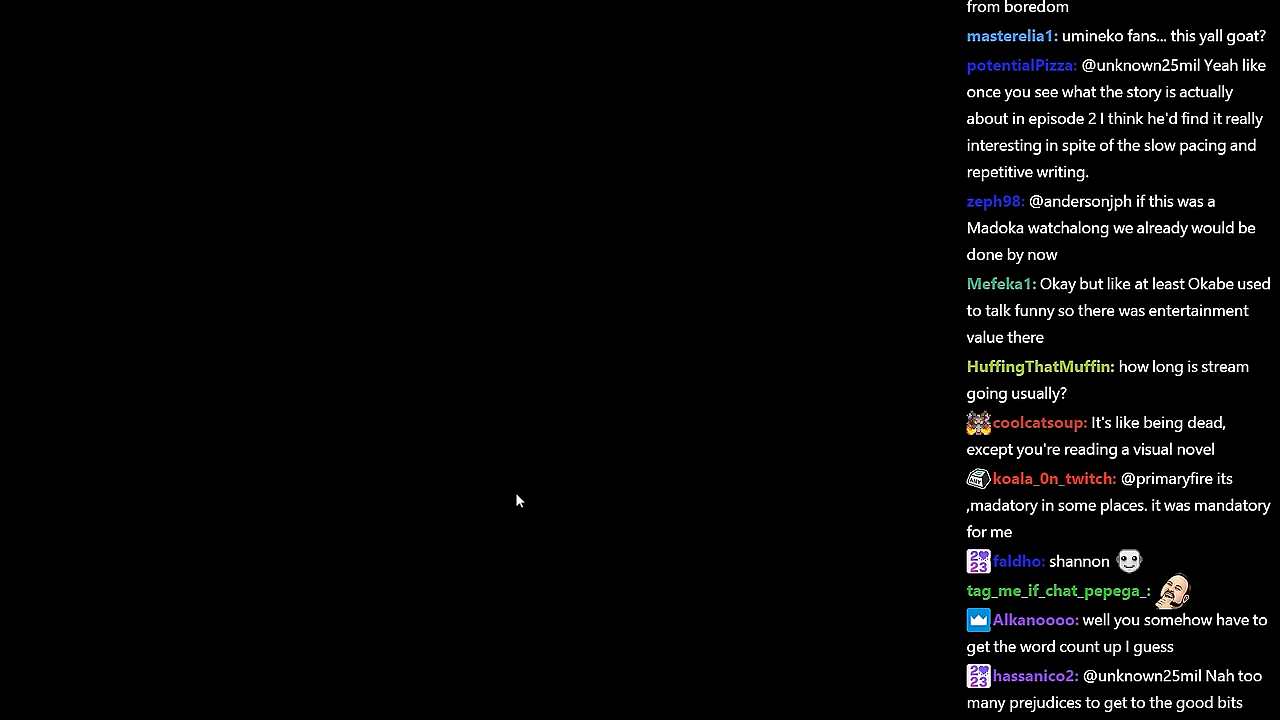 from boredom
masterelia1: umineko fans... this yall goat?
potentialPizza: @unknown25mil Yeah like
once you see what the story is actually
about in episode 2 I think he'd find it really
interesting in spite of the slow pacing and
repetitive writing.
zeph98: @andersonjph if this was a
Madoka watchalong we already would be
done by now
Mefeka1: Okay but like at least Okabe used
to talk funny so there was entertainment
value there
HuffingThatMuffin: how long is stream
going usually?
coolcatsoup: It's like being dead,
except you're reading a visual novel
koala_0n_twitch: @primaryfire its
,madatory in some places. it was mandatory
for me
2023 faldho: shannon
tag_me_if_chat_pepega_:
Alkanoooo: well you somehow have to
get the word count up I guess
2023 hassanico2: @unknown25mil Nah too
many prejudices to get to the good bits